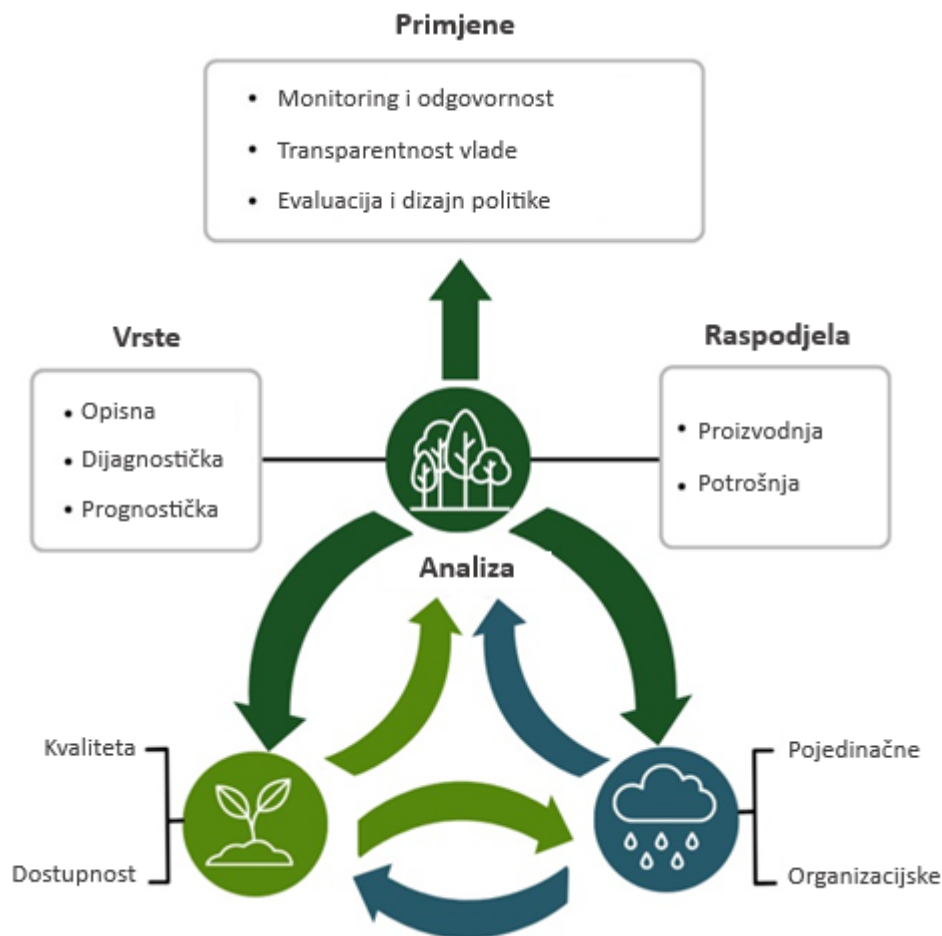 Primjene
• Monitoring i odgovornost
• Transparentnost vlade
• Evaluacija i dizajn politike
Vrste
• Opisna
• Dijagnostička
• Prognostička
Raspodjela
• Proizvodnja
• Potrošnja
Analiza
Kvaliteta
Dostupnost
Pojedinačne
Organizacijske